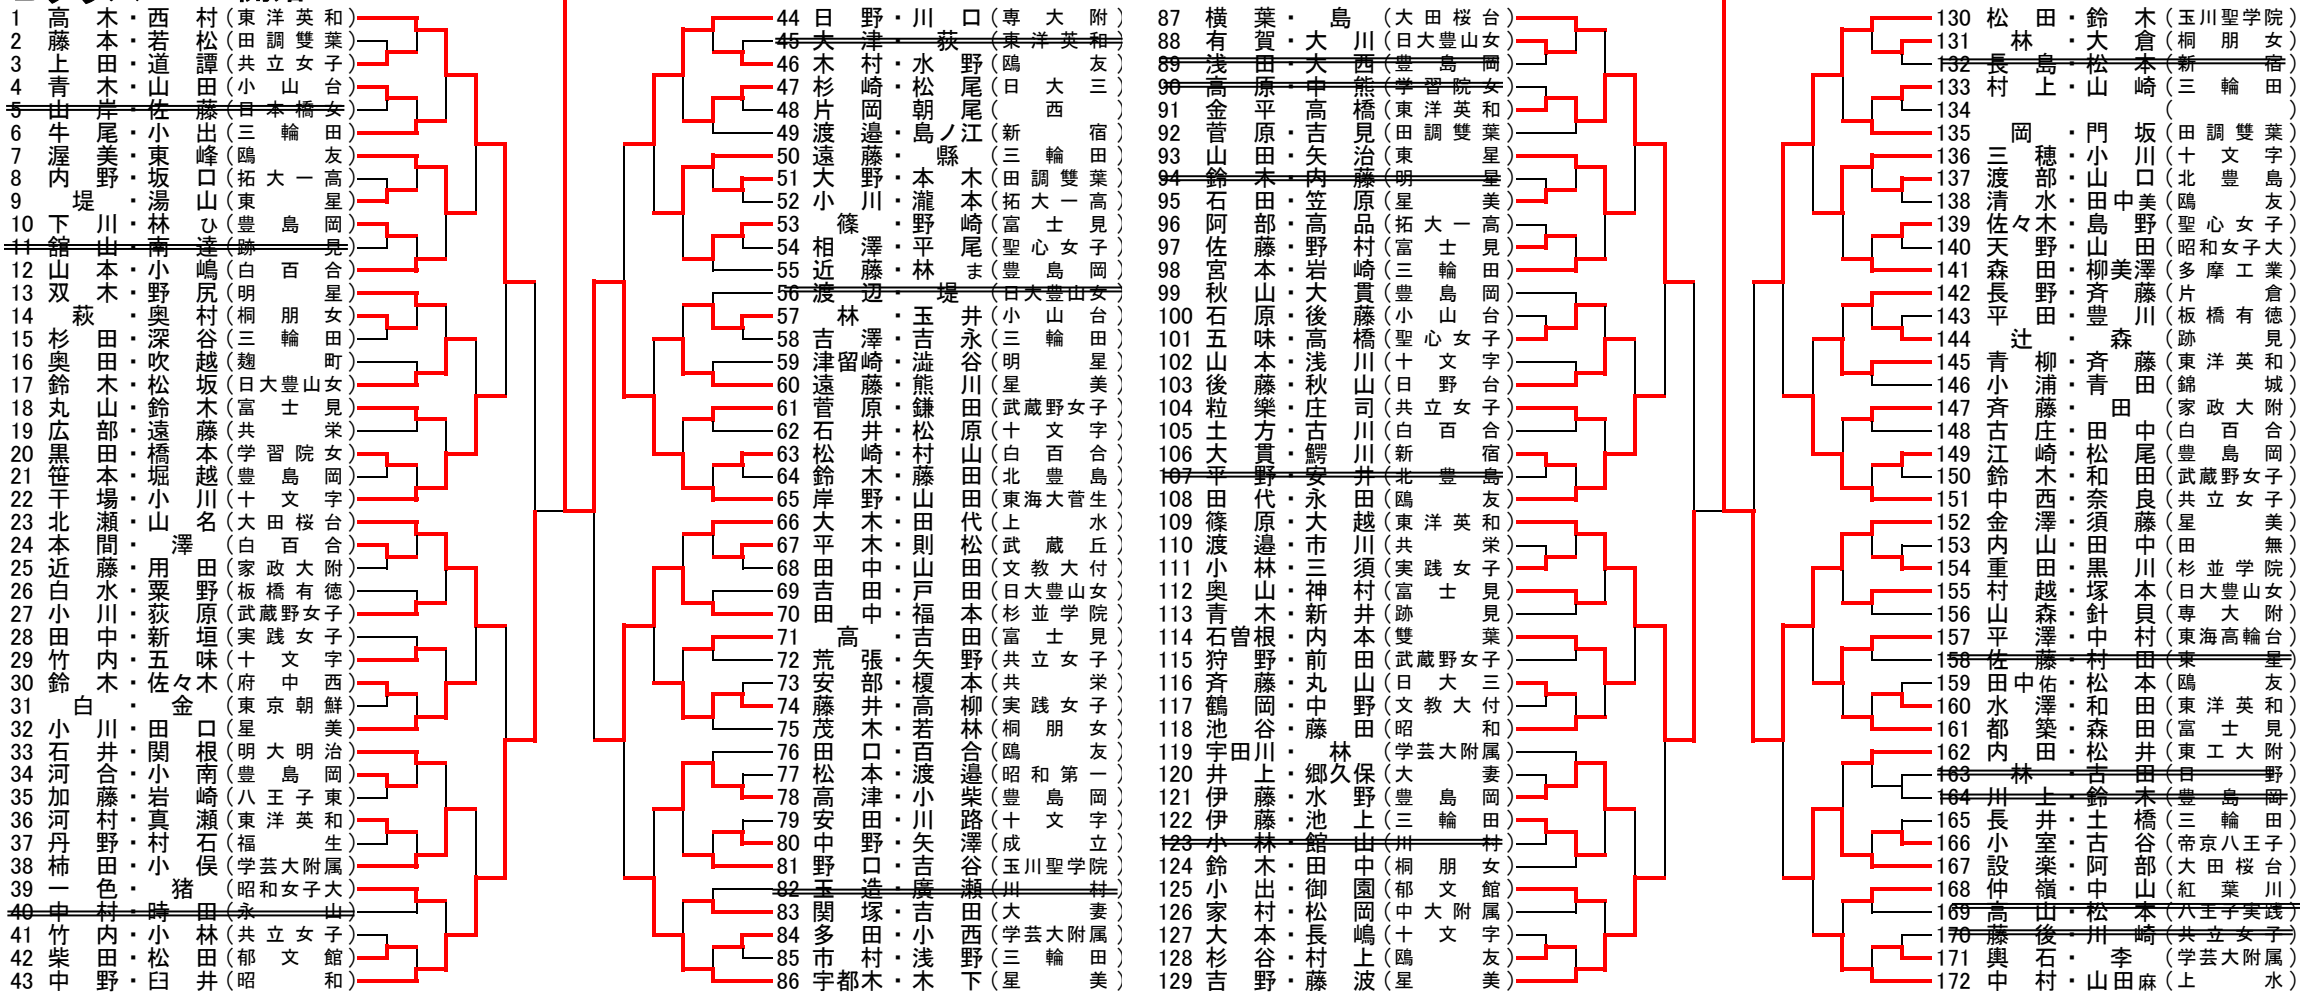 1 高木・西村(東洋英和)
2 藤本・若松(田調雙葉)
3 上田・道譚(共立女子)
4 青木・山田(小山台)
5 山岸・佐藤(日本橋女)
6 牛尾・小出(三輪田)
7 渥美・東峰(鴎友)
8 内野・坂口(拓大一高)
9 堤・湯山(東星)
10 下川・林ひ(豊島岡)
11 舘山・南達(跡見)
12 山本・小嶋(白百合)
13 双木・野尻(明星)
14 萩・奥村(桐朋女)
15 杉田・深谷(三輪田)
16 奥田・吹越(麹町)
17 鈴木・松坂(日大豊山女)
18 丸山・鈴木(富士見)
19 広部・遠藤(共栄)
20 黒田・橋本(学習院女)
21 笹本・堀越(豊島岡)
22 干場・小川(十文字)
23 北瀬・山名(大田桜台)
24 本間・澤(白百合)
25 近藤・用田(家政大附)
26 白水・粟野(板橋有徳)
27 小川・荻原(武蔵野女子)
28 田中・新垣(実践女子)
29 竹内・五味(十文字)
30 鈴木・佐々木(府中西)
31 白・金(東京朝鮮)
32 小川・田口(星美)
33 石井・関根(明大明治)
34 河合・小南(豊島岡)
35 加藤・岩崎(八王子東)
36 河村・真瀬(東洋英和)
37 丹野・村石(福生)
38 柿田・小俣(学芸大附属)
39 一色・猪(昭和女子大)
40 中村・時田(永山)
41 竹内・小林(共立女子)
42 柴田・松田(郁文館)
43 中野・臼井(昭和)
44 日野・川口(専大附)
45 大津・荻(東洋英和)
46 木村・水野(鴎友)
47 杉崎・松尾(日大三)
48 片岡・朝尾(西)
49 渡邉・島ノ江(新宿)
50 遠藤・縣(三輪田)
51 大野・本木(田調雙葉)
52 小川・瀧本(拓大一高)
53 篠・野崎(富士見)
54 相澤・平尾(聖心女子)
55 近藤・林ま(豊島岡)
56 渡辺・堤(日大豊山女)
57 林・玉井(小山台)
58 吉澤・吉永(三輪田)
59 津留崎・澁谷(明星)
60 遠藤・熊川(星美)
61 菅原・鎌田(武蔵野女子)
62 石井・松原(十文字)
63 松崎・村山(白百合)
64 鈴木・藤田(北豊島)
65 岸野・山田(東海大菅生)
66 大木・田代(上水)
67 平木・則松(武蔵丘)
68 田中・山田(文教大付)
69 吉田・戸田(日大豊山女)
70 田中・福本(杉並学院)
71 高・吉田(富士見)
72 荒張・矢野(共立女子)
73 安部・榎本(共栄)
74 藤井・高柳(実践女子)
75 茂木・若林(桐朋女)
76 田口・百合(鴎友)
77 松本・渡邉(昭和第一)
78 高津・小柴(豊島岡)
79 安田・川路(十文字)
80 中野・矢澤(成立)
81 野口・吉谷(玉川聖学院)
82 玉造・廣瀬(川村)
83 関塚・吉田(大妻)
84 多田・小西(学芸大附属)
85 市村・浅野(三輪田)
86 宇都木・木下(星美)
87 横葉・島(大田桜台)
88 有賀・大川(日大豊山女)
89 浅田・大西(豊島岡)
90 高原・中熊(学習院女)
91 金平・高橋(東洋英和)
92 菅原・吉見(田調雙葉)
93 山田・矢治(東星)
94 鈴木・内藤(明星)
95 石田・笠原(星美)
96 阿部・高品(拓大一高)
97 佐藤・野村(富士見)
98 宮本・岩崎(三輪田)
99 秋山・大貫(豊島岡)
100 石原・後藤(小山台)
101 五味・高橋(聖心女子)
102 山本・浅川(十文字)
103 後藤・秋山(日野台)
104 粒樂・庄司(共立女子)
105 土方・古川(白百合)
106 大貫・鰐川(新宿)
107 平野・安井(北豊島)
108 田代・永田(鴎友)
109 篠原・大越(東洋英和)
110 渡邉・市川(共栄)
111 小林・三須(実践女子)
112 奥山・神村(富士見)
113 青木・新井(跡見)
114 石曽根・内本(雙葉)
115 狩野・前田(武蔵野女子)
116 斉藤・丸山(日大三)
117 鶴岡・中野(文教大付)
118 池谷・藤田(昭和)
119 宇田川・林(学芸大附属)
120 井上・郷久保(大妻)
121 伊藤・水野(豊島岡)
122 伊藤・池上(三輪田)
123 小林・館山(川村)
124 鈴木・田中(桐朋女)
125 小出・御園(郁文館)
126 家村・松岡(中大附属)
127 大本・長嶋(十文字)
128 杉谷・村上(鴎友)
129 吉野・藤波(星美)
130 松田・鈴木(玉川聖学院)
131 林・大倉(桐朋女)
132 長島・松本(新宿)
133 村上・山崎(三輪田)
134 ( )
135 岡・門坂(田調雙葉)
136 三穂・小川(十文字)
137 渡部・山口(北豊島)
138 清水・田中美(鴎友)
139 佐々木・島野(聖心女子)
140 天野・山田(昭和女子大)
141 森田・柳美澤(多摩工業)
142 長野・斉藤(片倉)
143 平田・豊川(板橋有徳)
144 辻・森(跡見)
145 青柳・斉藤(東洋英和)
146 小浦・青田(錦城)
147 斉藤・田(家政大附)
148 古庄・田中(白百合)
149 江崎・松尾(豊島岡)
150 鈴木・和田(武蔵野女子)
151 中西・奈良(共立女子)
152 金澤・須藤(星美)
153 内山・田中(田無)
154 重田・黒川(杉並学院)
155 村越・塚本(日大豊山女)
156 山森・針貝(専大附)
157 平澤・中村(東海高輪台)
158 佐藤・村田(東星)
159 田中佑・松本(鴎友)
160 水澤・和田(東洋英和)
161 都築・森田(富士見)
162 内田・松井(東工大附)
163 林・古田(日野)
164 川上・鈴木(豊島岡)
165 長井・土橋(三輪田)
166 小室・古谷(帝京八王子)
167 設楽・阿部(大田桜台)
168 仲嶺・中山(紅葉川)
169 高山・松本(八王子実践)
170 藤後・川崎(共立女子)
171 輿石・李(学芸大附属)
172 中村・山田麻(上水)